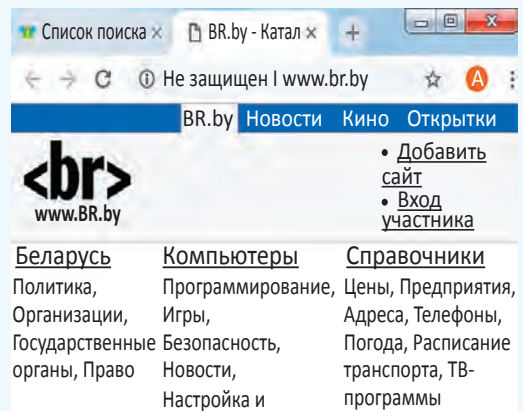 Список поиска × BR.by - Катал × +
Не защищен I www.br.by A
BR.by Новости Кино Открытки
<br>
www.BR.by
• Добавить
сайт
• Вход
участника
Беларусь
Политика,
Организации,
Государственные
органы, Право
Компьютеры
Программирование,
Игры,
Безопасность,
Новости,
Настройка и
Справочники
Цены, Предприятия,
Адреса, Телефоны,
Погода, Расписание
транспорта, ТВ-
программы